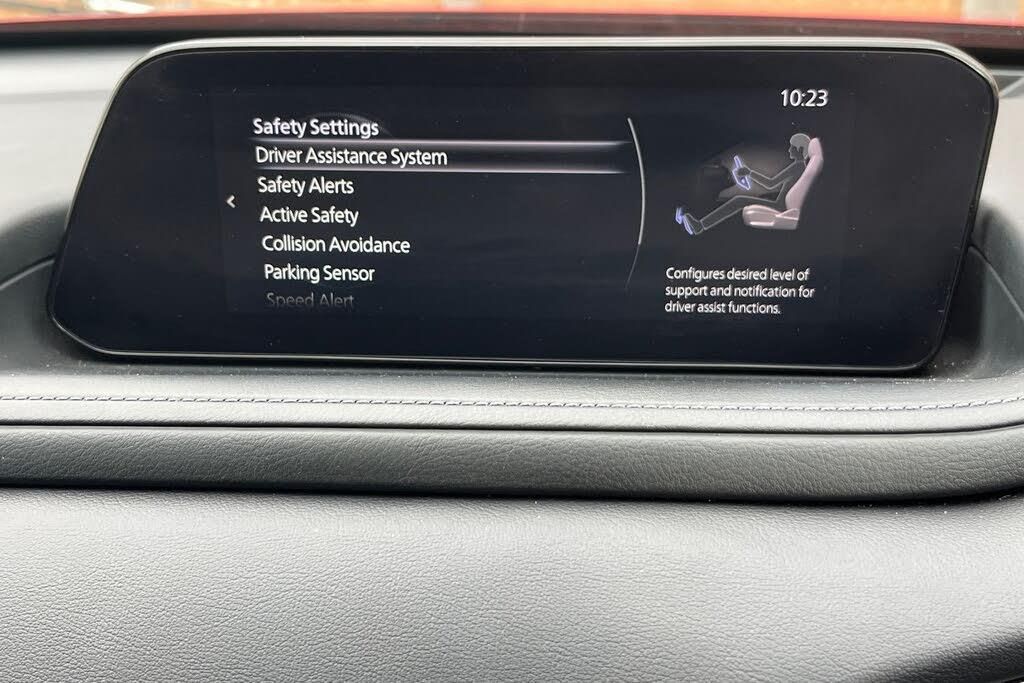 10:23
Safety Settings
Driver Assistance System
Safety Alerts
Active Safety
Collision Avoidance
Parking Sensor
Speed Alert
Configures desired level of
support and notification for
driver assist functions.